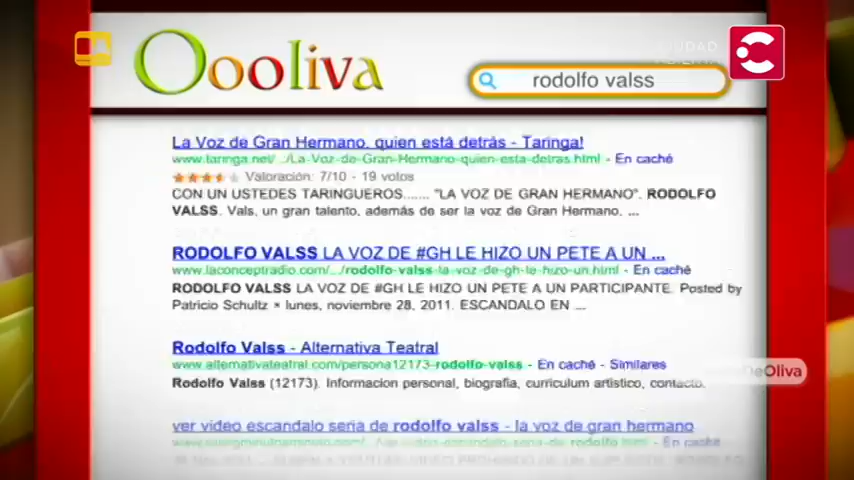 Oooliva
rodolfo valss
La Voz de Gran Hermano, quien está detrás - Taringa!
www.taringa.net/.../La-Voz-de-Gran-Hermano-quien-esta-detras.html - En caché
Valoración: 7/10 - 19 votos
CON UN USTEDES TARINGUEROS....... "LA VOZ DE GRAN HERMANO". RODOLFO
VALSS. Vals, un gran talento, además de ser la voz de Gran Hermano. ...
RODOLFO VALSS LA VOZ DE #GH LE HIZO UN PETE A UN ...
www.laconceptradio.com/.../rodolfo-valss-la-voz-de-gh-le-hizo-un.html - En caché
RODOLFO VALSS LA VOZ DE #GH LE HIZO UN PETE A UN PARTICIPANTE. Posted by
Patricio Schultz × lunes, noviembre 28, 2011. ESCANDALO EN ...
Rodolfo Valss - Alternativa Teatral
www.alternativateatral.com/persona12173-rodolfo-valss - En caché - Similares
Rodolfo Valss (12173). Informacion personal, biografia, curriculum artistico, contacto.
DeOliva
ver video escandalo seria de rodolfo valss - la voz de gran hermano
En caché